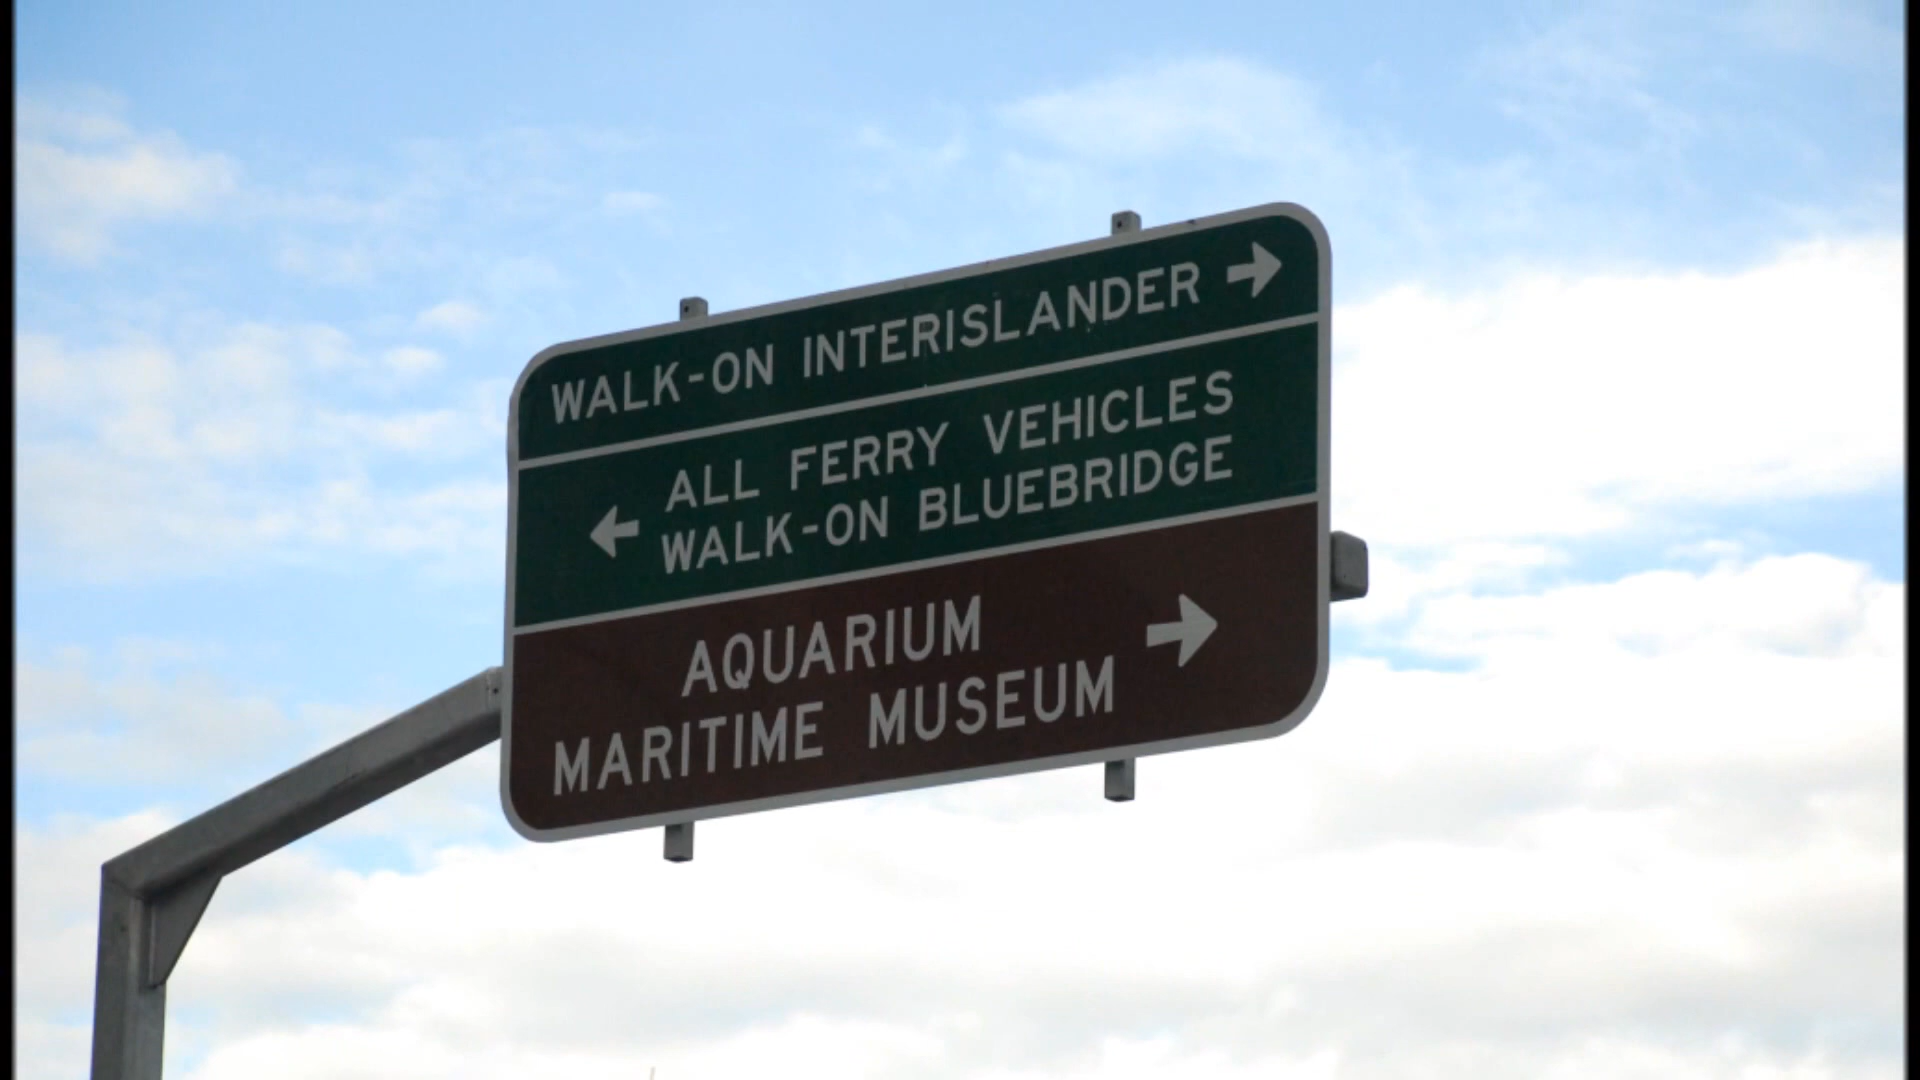 WALK-ON INTERISLANDER
ALL FERRY VEHICLES
WALK-ON BLUEBRIDGE
AQUARIUM
MARITIME MUSEUM